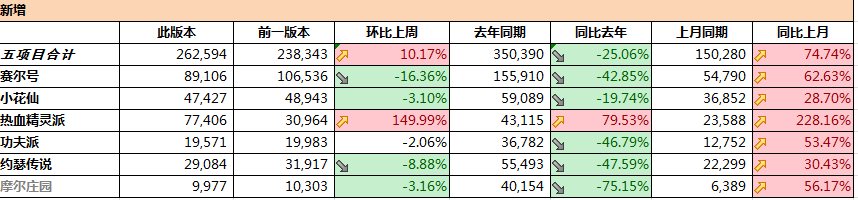 新增
此版本 前一版本 环比上周 去年同期 同比去年 上月同期 同比上月
五项目合计 262,594 238,343 10.17% 350,390 -25.06% 150,280 74.74%
赛尔号 89,106 106,536 -16.36% 155,910 -42.85% 54,790 62.63%
小花仙 47,427 48,943 -3.10% 59,089 -19.74% 36,852 28.70%
热血精灵派 77,406 30,964 149.99% 43,115 79.53% 23,588 228.16%
功夫派 19,571 19,983 -2.06% 36,782 -46.79% 12,752 53.47%
约瑟传说 29,084 31,917 -8.88% 55,493 -47.59% 22,299 30.43%
摩尔庄园 9,977 10,303 -3.16% 40,154 -75.15% 6,389 56.17%